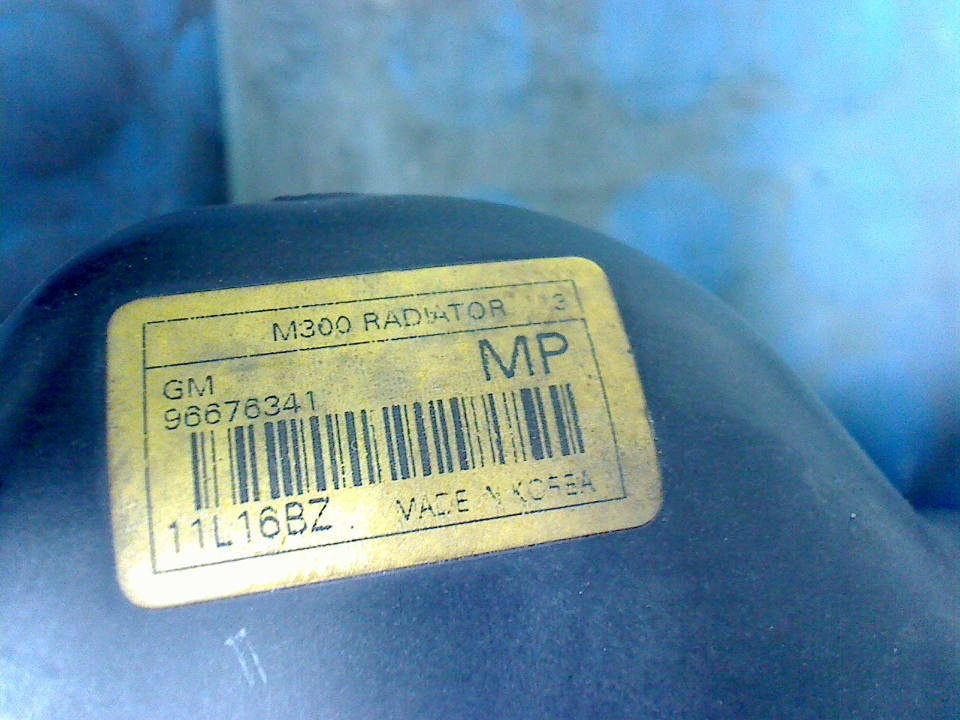 M300 RADIATOR 3
MP
GM
96676341
11L16BZ
MADE IN KOREA